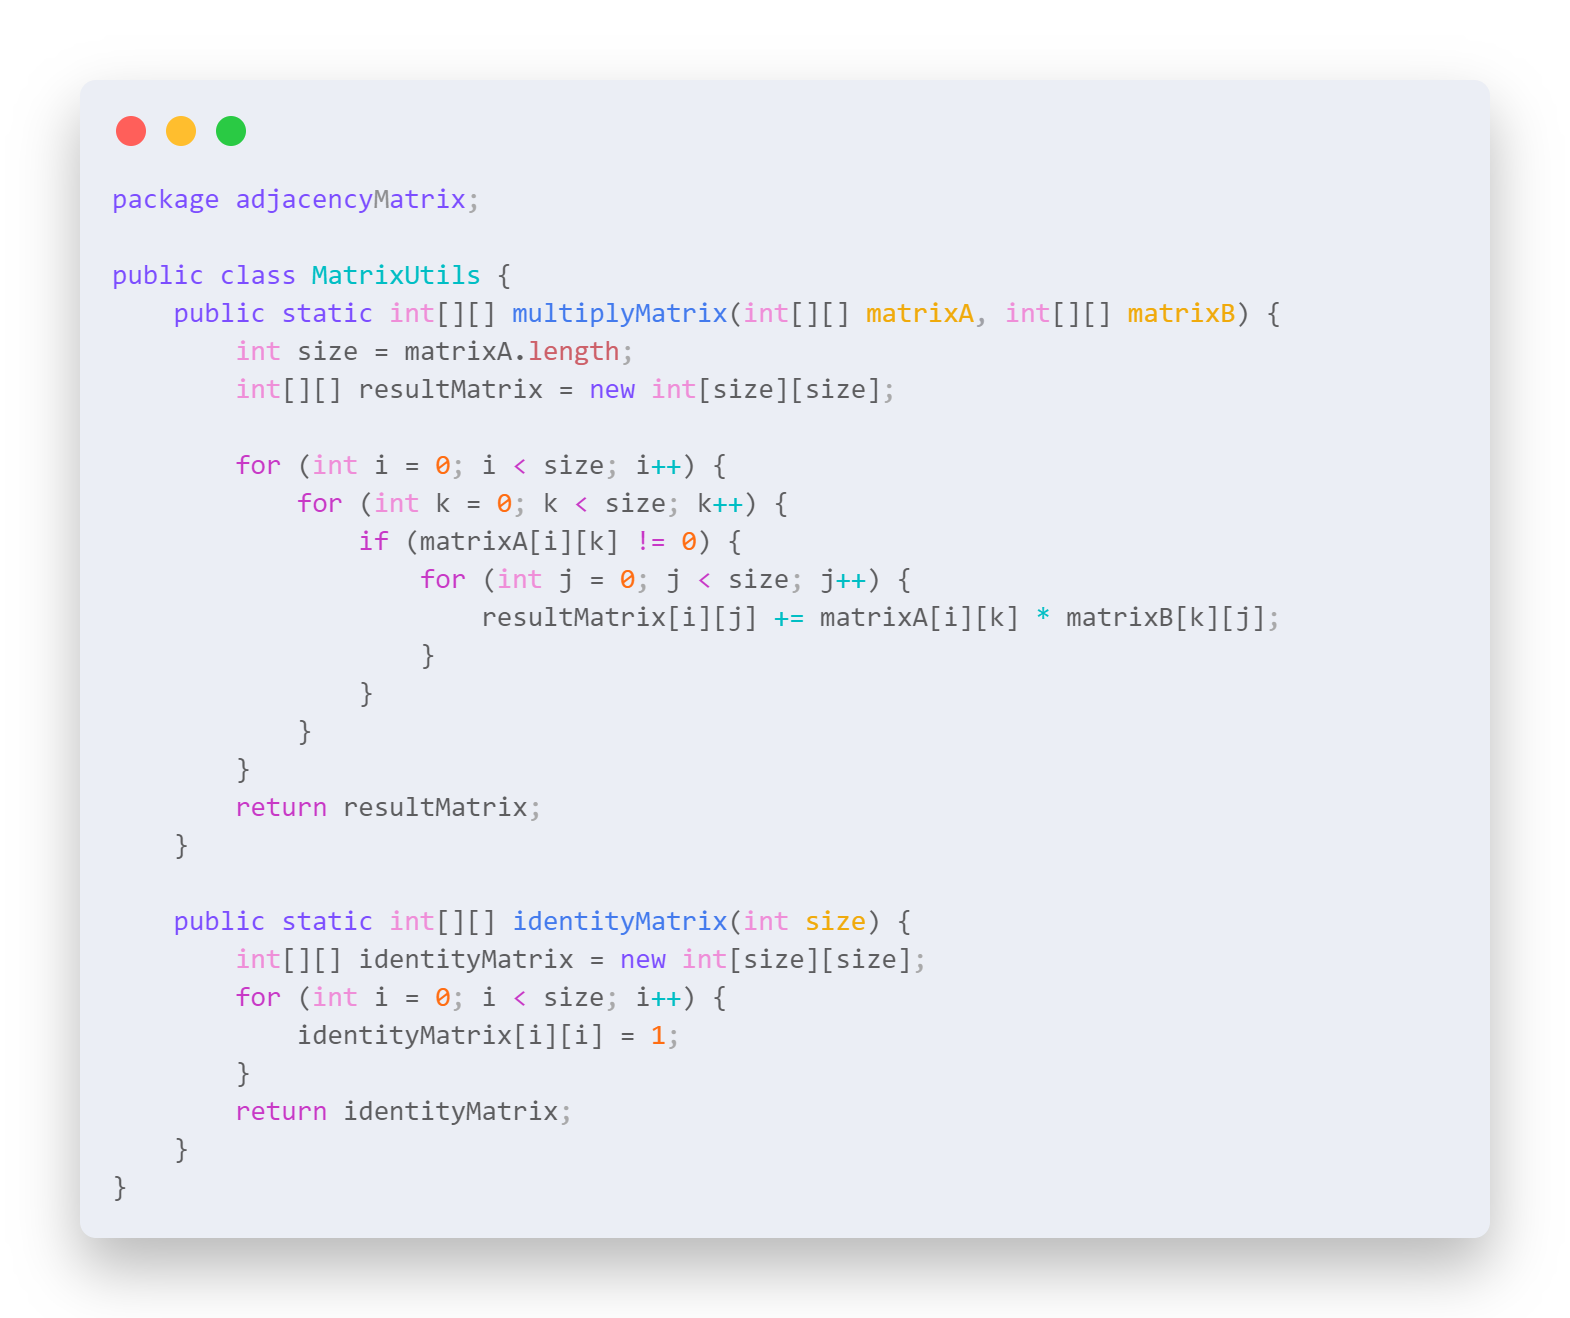 package adjacencyMatrix;

public class MatrixUtils {
    public static int[][] multiplyMatrix(int[][] matrixA, int[][] matrixB) {
        int size = matrixA.length;
        int[][] resultMatrix = new int[size][size];

        for (int i = 0; i < size; i++) {
            for (int k = 0; k < size; k++) {
                if (matrixA[i][k] != 0) {
                    for (int j = 0; j < size; j++) {
                        resultMatrix[i][j] += matrixA[i][k] * matrixB[k][j];
                    }
                }
            }
        }
        return resultMatrix;
    }

    public static int[][] identityMatrix(int size) {
        int[][] identityMatrix = new int[size][size];
        for (int i = 0; i < size; i++) {
            identityMatrix[i][i] = 1;
        }
        return identityMatrix;
    }
}